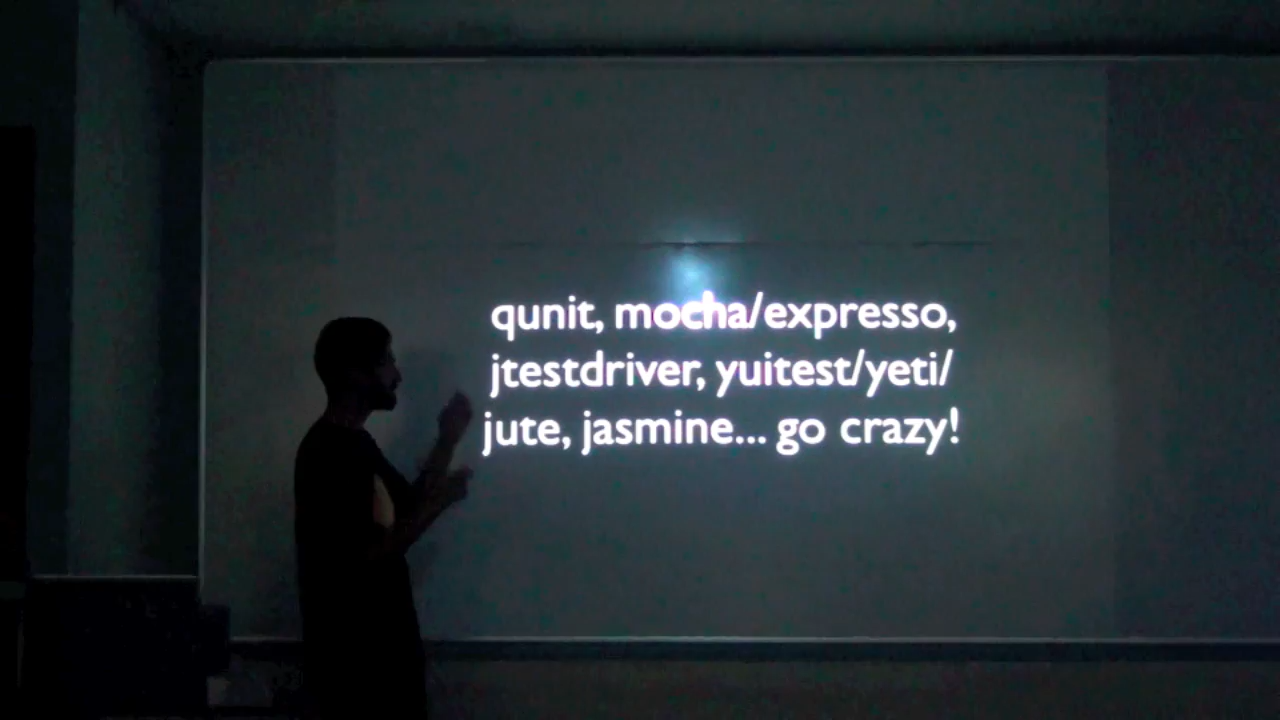 qunit, mocha/expresso,
jtestdriver, yuitest/yeti/
jute, jasmine... go crazy!